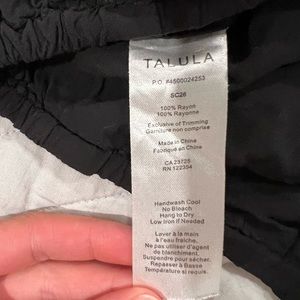 TALULA
P.O. #4500024253
SC26
100% Rayon
100% Rayonne
Exclusive of Trimming
Garniture non comprise
Made in China
Fabriqué en Chine
CA 23725
RN 122304
Handwash Cool
No Bleach
Hang to Dry
Low Iron if Needed
Laver à la main
à l'eau fraîche.
Ne pas utiliser d'agent
de blanchiment.
Suspendre pour sécher.
Repasser à Basse
Température si requis.